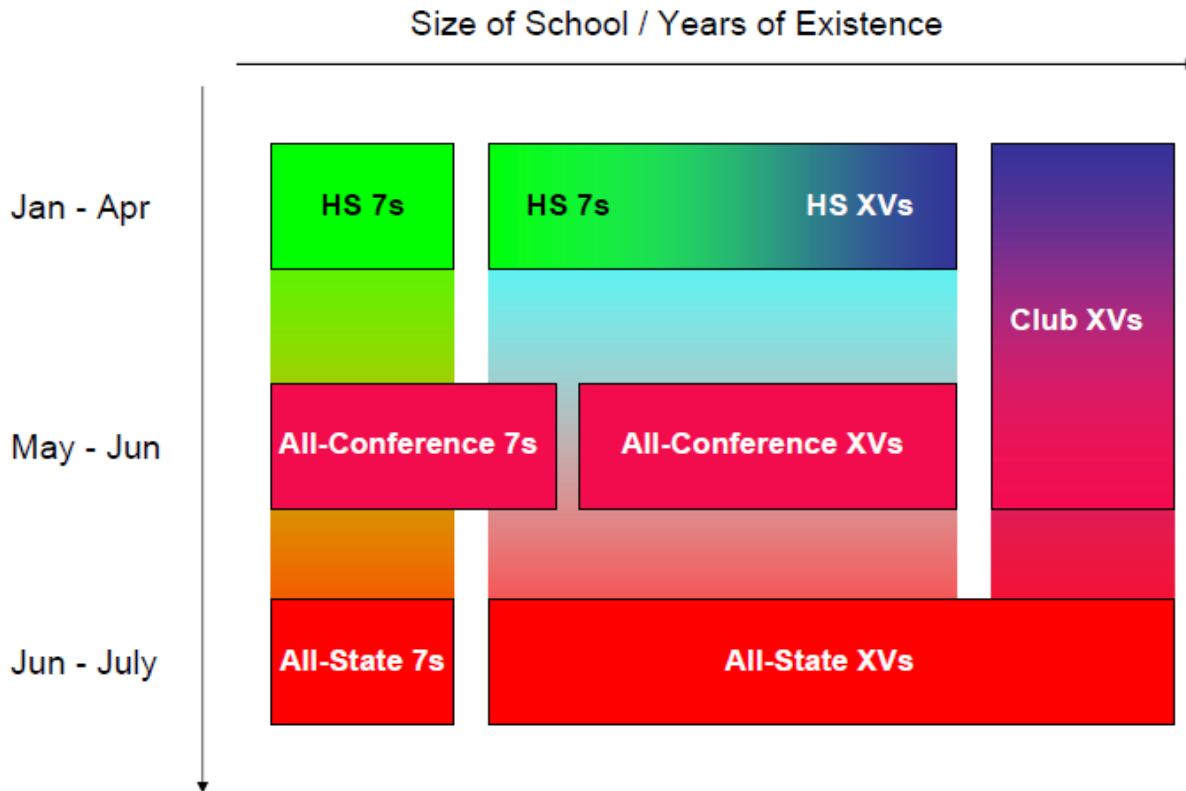 Size of School / Years of Existence
Jan - Apr
HS 7s
HS 7s
HS XVs
Club XVs
May - Jun
All-Conference 7s
All-Conference XVs
Jun - July
All-State 7s
All-State XVs